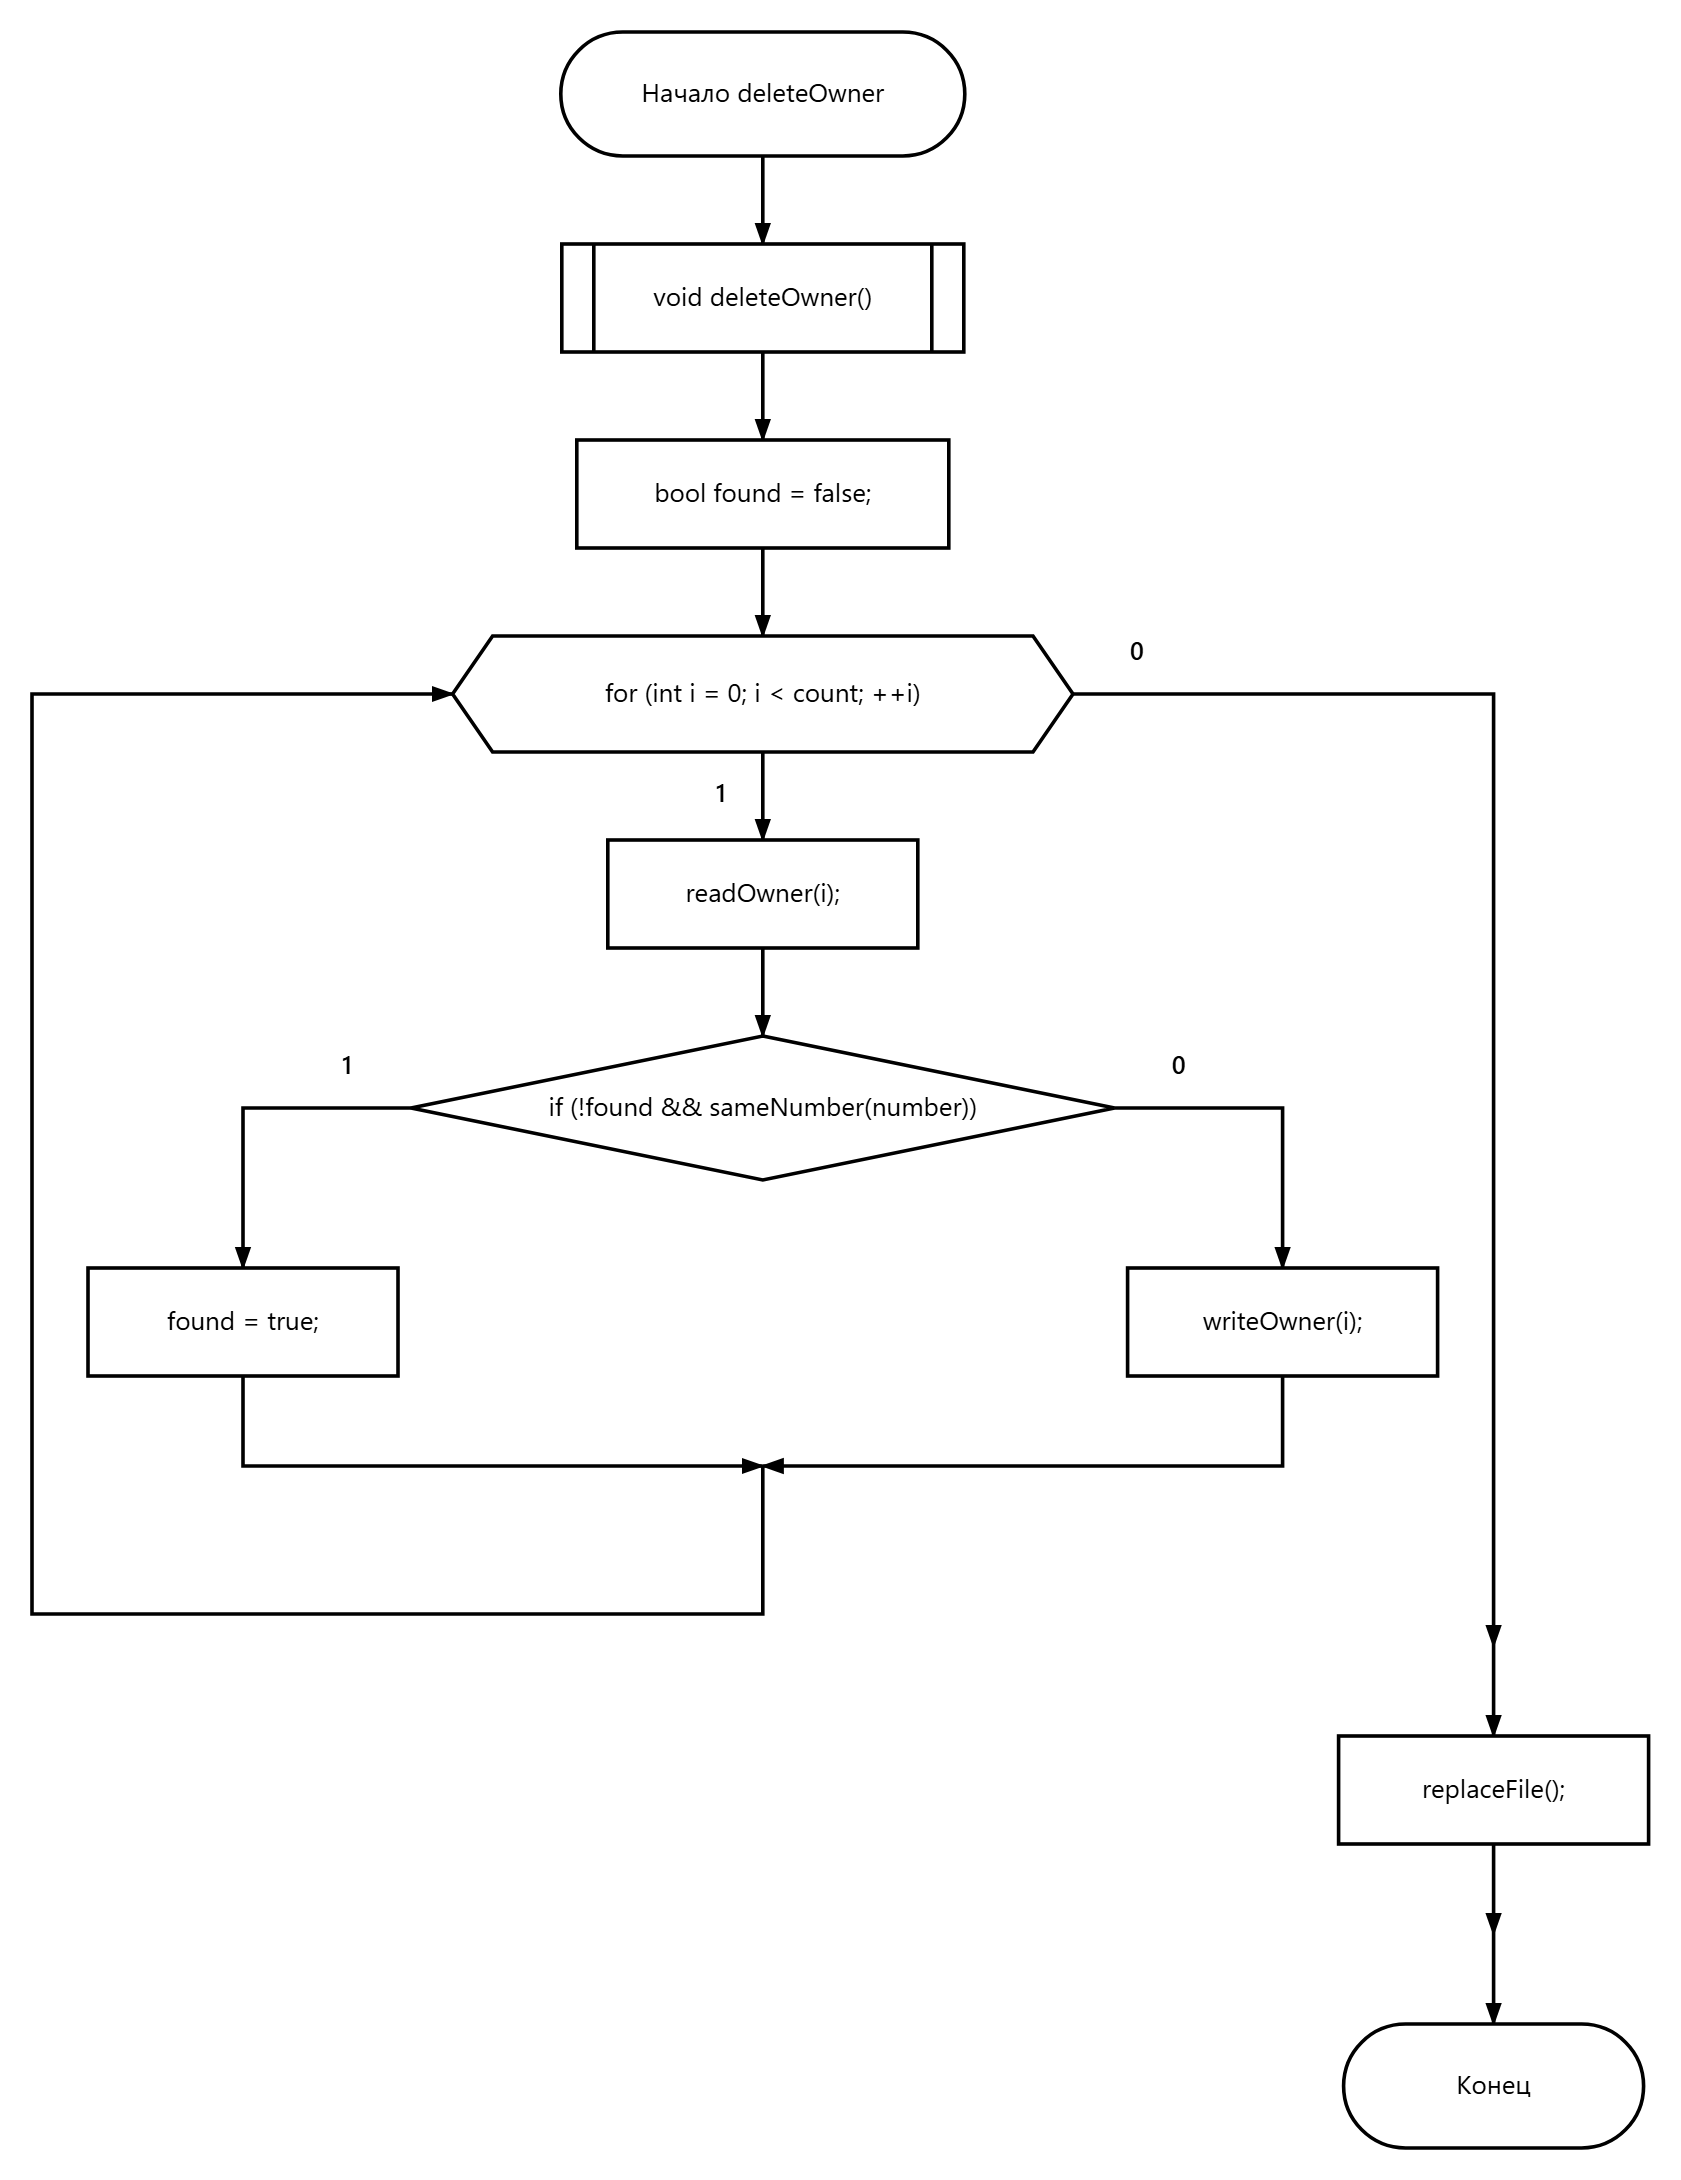 Начало deleteOwner
void deleteOwner()
bool found = false;
0
for (int i = 0; i < count; ++i)
1
readOwner(i);
1
0
if (!found && sameNumber(number))
found = true;
writeOwner(i);
replaceFile();
Конец